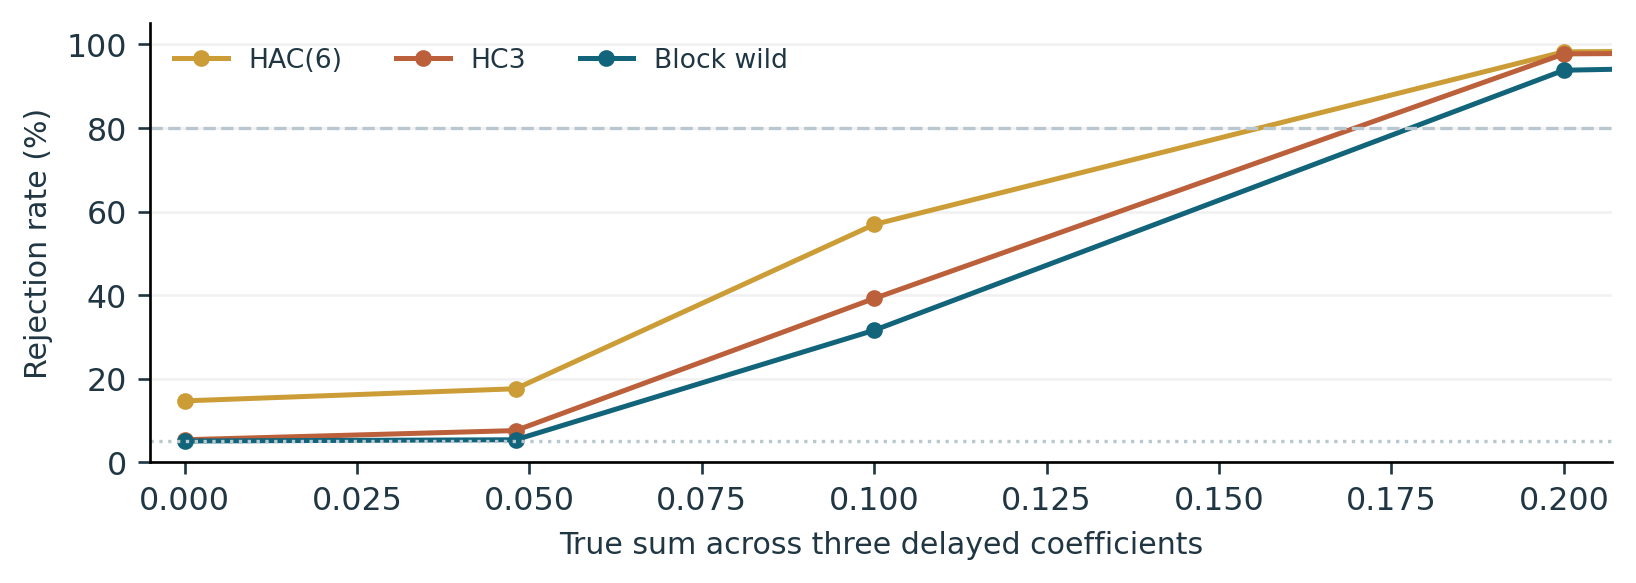 Rejection rate (%)
100
80
60
40
20
0
HAC(6) HC3 Block wild
0.000 0.025 0.050 0.075 0.100 0.125 0.150 0.175 0.200
True sum across three delayed coefficients